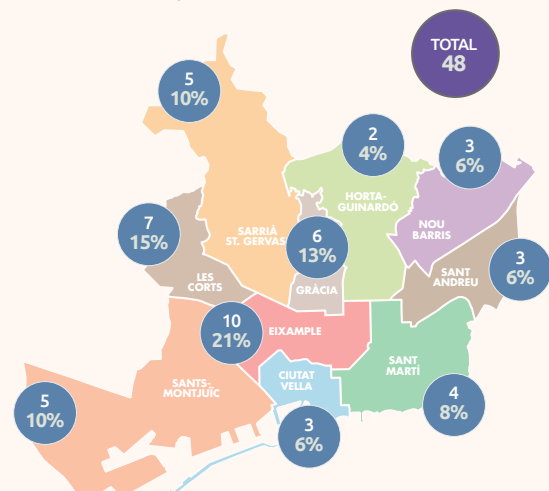 TOTAL
48
5
10%
2
4%
3
6%
HORTA-
GUINARDÓ
7
15%
SARRIÀ
ST. GERVAS
6
13%
NOU
BARRIS
3
6%
LES
CORTS
GRÀCIA
SANT
ANDREU
10
21%
EIXAMPLE
SANT
MARTÍ
CIUTAT
VELLA
SANTS-
MONTJUÏC
5
10%
4
8%
3
6%